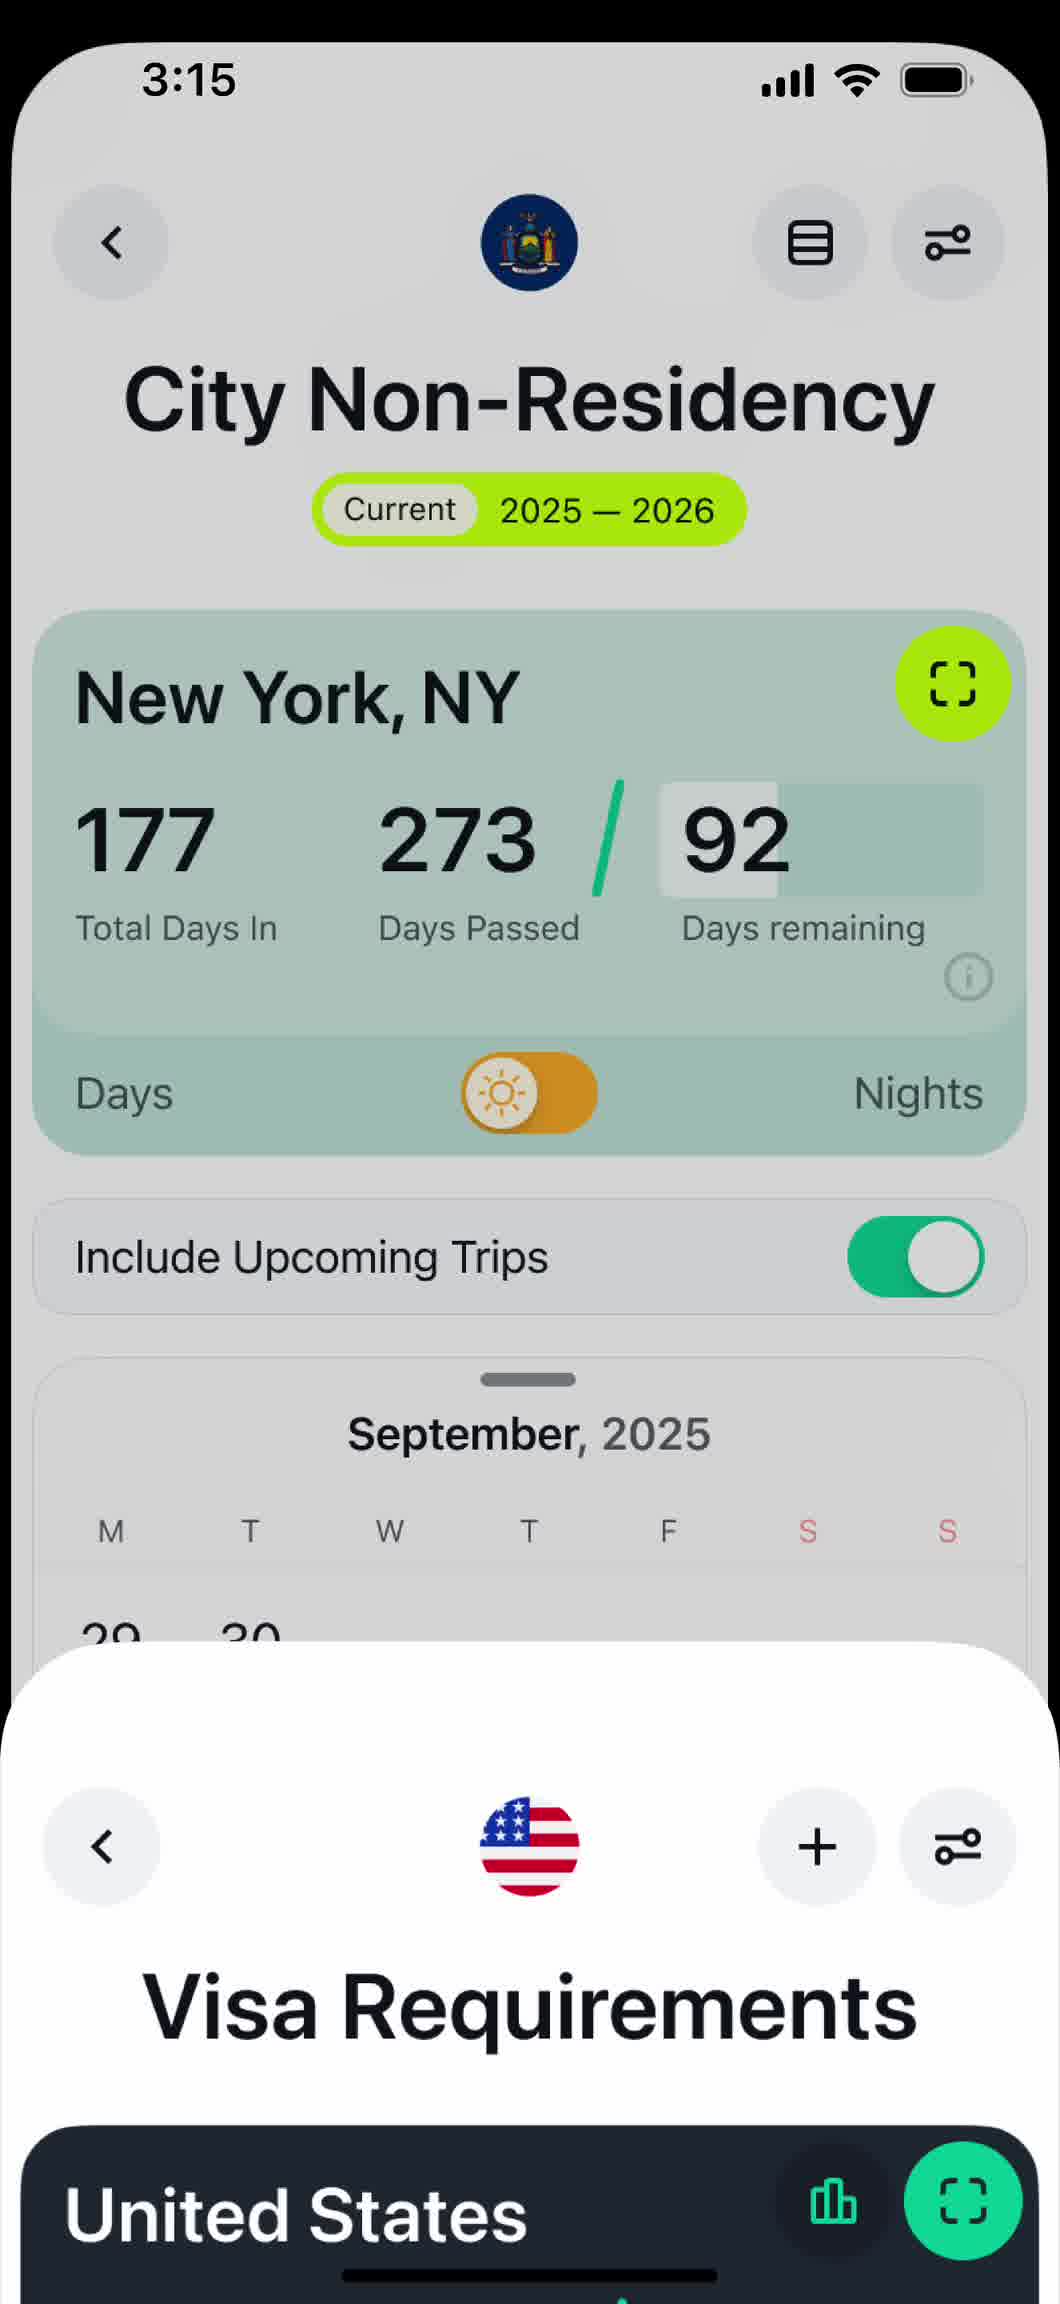 3:15
City Non-Residency
Current 2025 — 2026
New York, NY
177 273 / 92
Total Days In Days Passed Days remaining
Days Nights
Include Upcoming Trips
September, 2025
M T W T F S S
29 30
Visa Requirements
United States